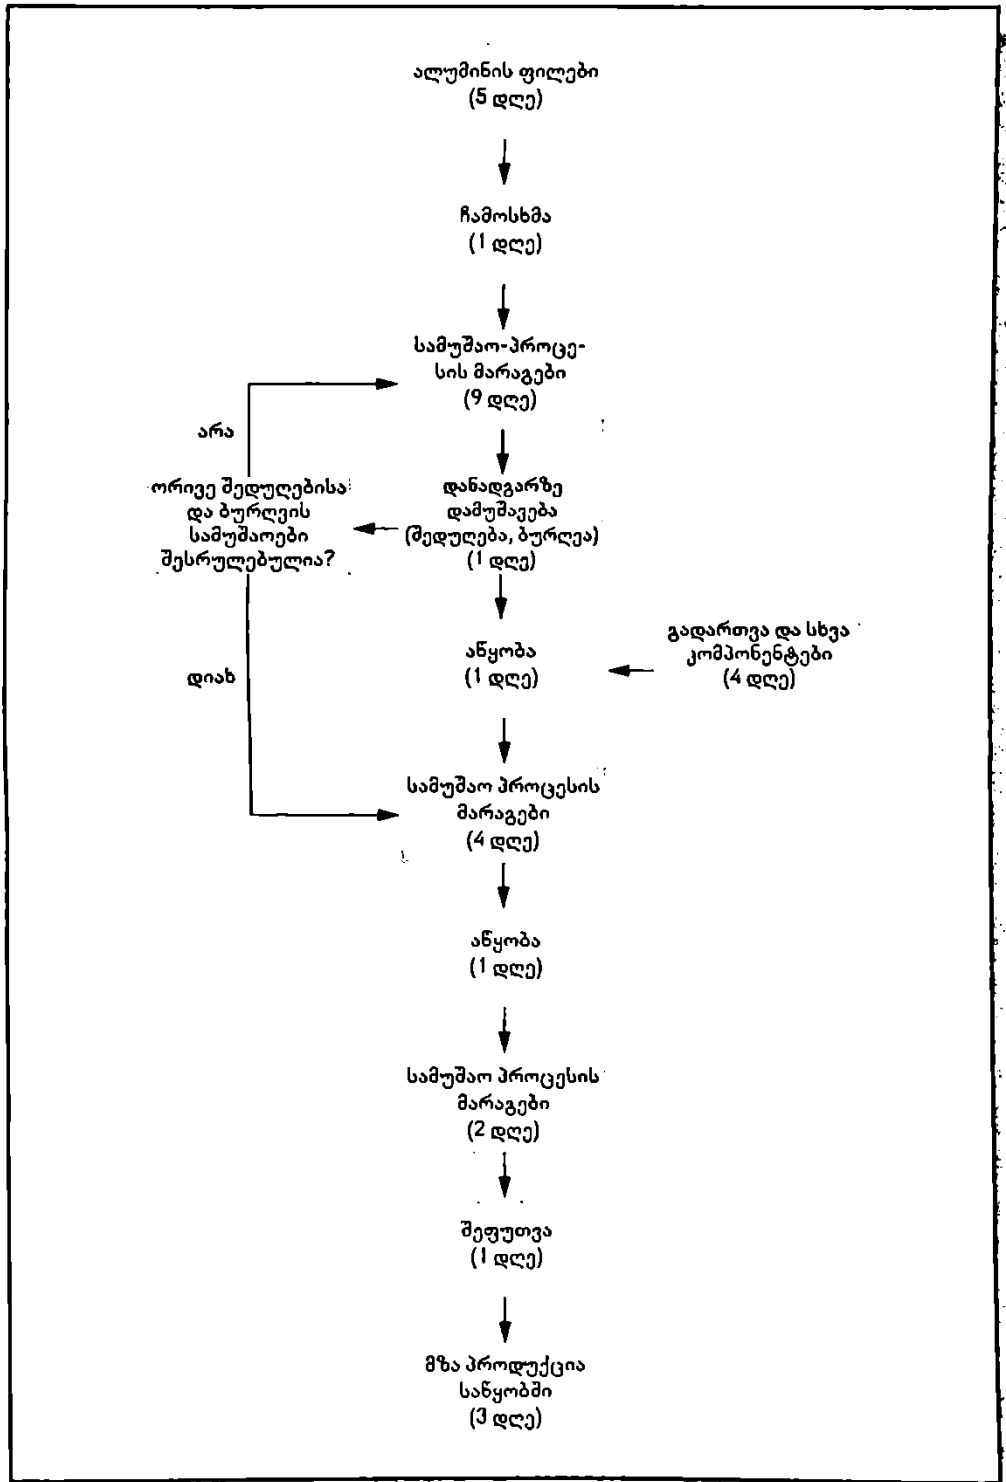 ალუმინის ფილები
(5 დღე)
ჩამოსხმა
(1 დღე)
სამუშაო-პროცე-
სის მარაგები
(9 დღე)
არა
ორივე შედუღებისა
და ბურღვის
სამუშაოები
შესრულებულია?
დანადგარზე
დამუშავება
(შედუღება, ბურღვა)
(1 დღე)
აწყობა
(1 დღე)
გადართვა და სხვა
კომპონენტები
(4 დღე)
დიახ
სამუშაო პროცესის
მარაგები
(4 დღე)
აწყობა
(1 დღე)
სამუშაო პროცესის
მარაგები
(2 დღე)
შეფუთვა
(1 დღე)
მზა პროდუქცია
საწყობში
(3 დღე)